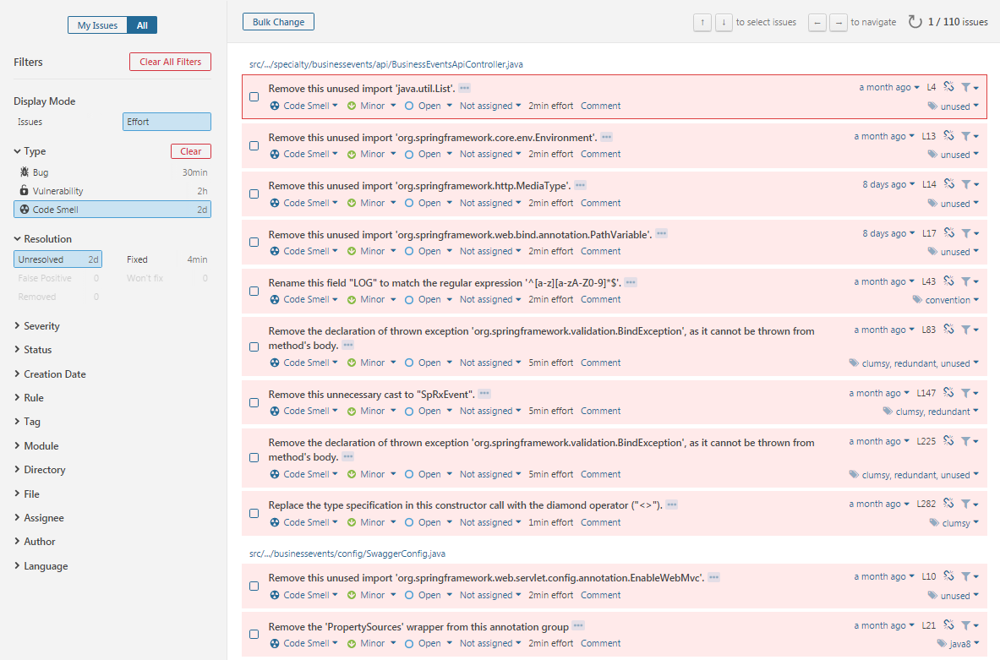 My Issues All
Filters Clear All Filters
Display Mode
Issues Effort
Type Clear
Bug 30min
Vulnerability 2h
Code Smell 2d
Resolution
Unresolved 2d Fixed 4min
False Positive 0 Won't fix 0
Removed 0
Severity
Status
Creation Date
Rule
Tag
Module
Directory
File
Assignee
Author
Language
Bulk Change ↑ ↓ to select issues ← → to navigate 1 / 110 issues
src/.../specialty/businessevents/api/BusinessEventsApiController.java
Remove this unused import 'java.util.List'. ••• a month ago L4
Code Smell Minor Open Not assigned 2min effort Comment unused
Remove this unused import 'org.springframework.core.env.Environment'. ••• a month ago L13
Code Smell Minor Open Not assigned 2min effort Comment unused
Remove this unused import 'org.springframework.http.MediaType'. ••• 8 days ago L14
Code Smell Minor Open Not assigned 2min effort Comment unused
Remove this unused import 'org.springframework.web.bind.annotation.PathVariable'. ••• 8 days ago L17
Code Smell Minor Open Not assigned 2min effort Comment unused
Rename this field "LOG" to match the regular expression '^[a-z][a-zA-Z0-9]*$'. ••• a month ago L43
Code Smell Minor Open Not assigned 2min effort Comment convention
Remove the declaration of thrown exception 'org.springframework.validation.BindException', as it cannot be thrown from a month ago L83
method's body. •••
Code Smell Minor Open Not assigned 5min effort Comment clumsy, redundant, unused
Remove this unnecessary cast to "SpRxEvent". ••• a month ago L147
Code Smell Minor Open Not assigned 5min effort Comment clumsy, redundant
Remove the declaration of thrown exception 'org.springframework.validation.BindException', as it cannot be thrown from a month ago L225
method's body. •••
Code Smell Minor Open Not assigned 5min effort Comment clumsy, redundant, unused
Replace the type specification in this constructor call with the diamond operator ("<>"). ••• a month ago L282
Code Smell Minor Open Not assigned 1min effort Comment clumsy
src/.../businessevents/config/SwaggerConfig.java
Remove this unused import 'org.springframework.web.servlet.config.annotation.EnableWebMvc'. ••• a month ago L10
Code Smell Minor Open Not assigned 2min effort Comment unused
Remove the 'PropertySources' wrapper from this annotation group ••• a month ago L21
Code Smell Minor Open Not assigned 2min effort Comment java8